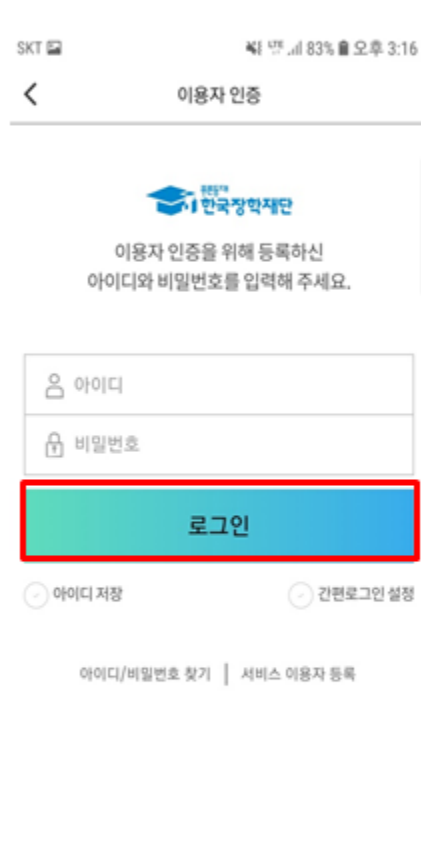 SKT 83% 오후 3:16
이용자 인증
푸른등대
한국장학재단
이용자 인증을 위해 등록하신
아이디와 비밀번호를 입력해 주세요.
아이디
비밀번호
로그인
아이디 저장 간편로그인 설정
아이디/비밀번호 찾기 | 서비스 이용자 등록